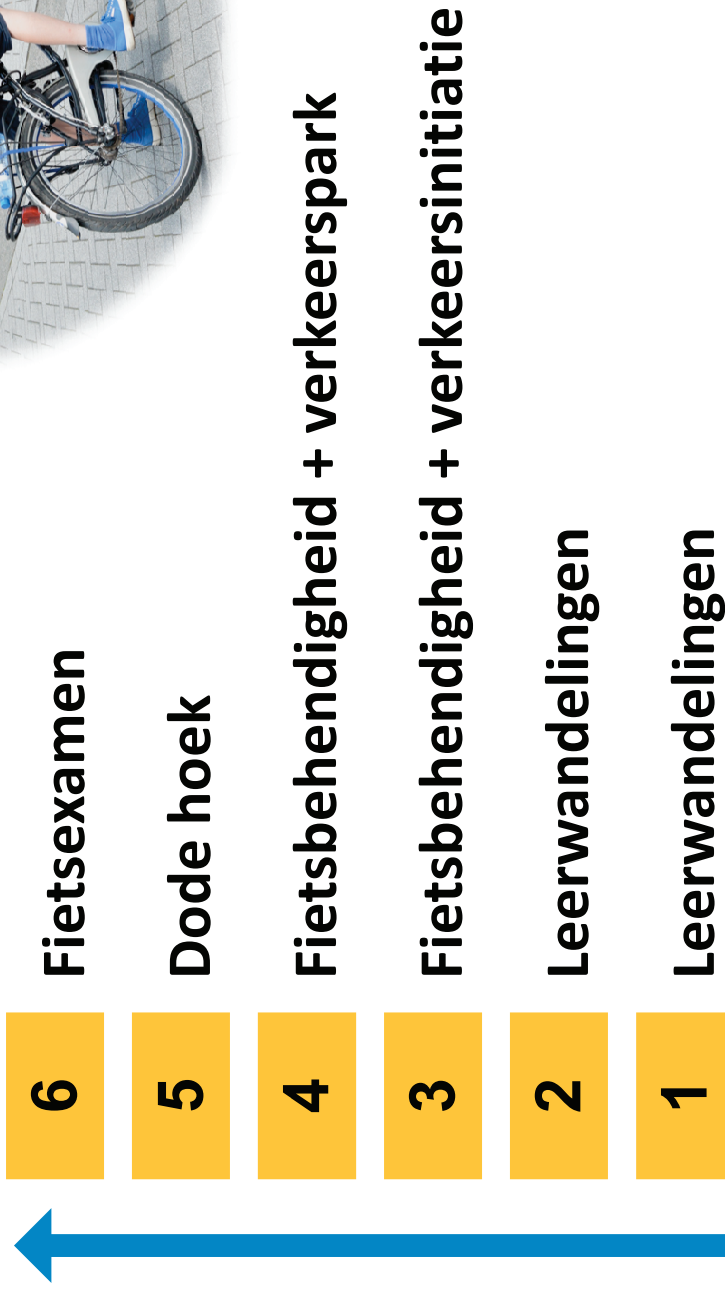 6 Fietsexamen
5 Dode hoek
4 Fietsbehendigheid + verkeerspark
3 Fietsbehendigheid + verkeersinitiatie
2 Leerwandelingen
1 Leerwandelingen